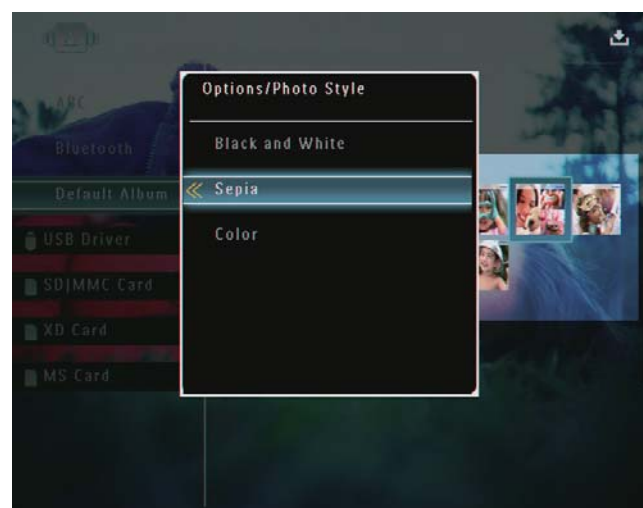 Options/Photo Style
Black and White
Sepia
Color
ABC
Bluetooth
Default Album
USB Driver
SD|MMC Card
XD Card
MS Card